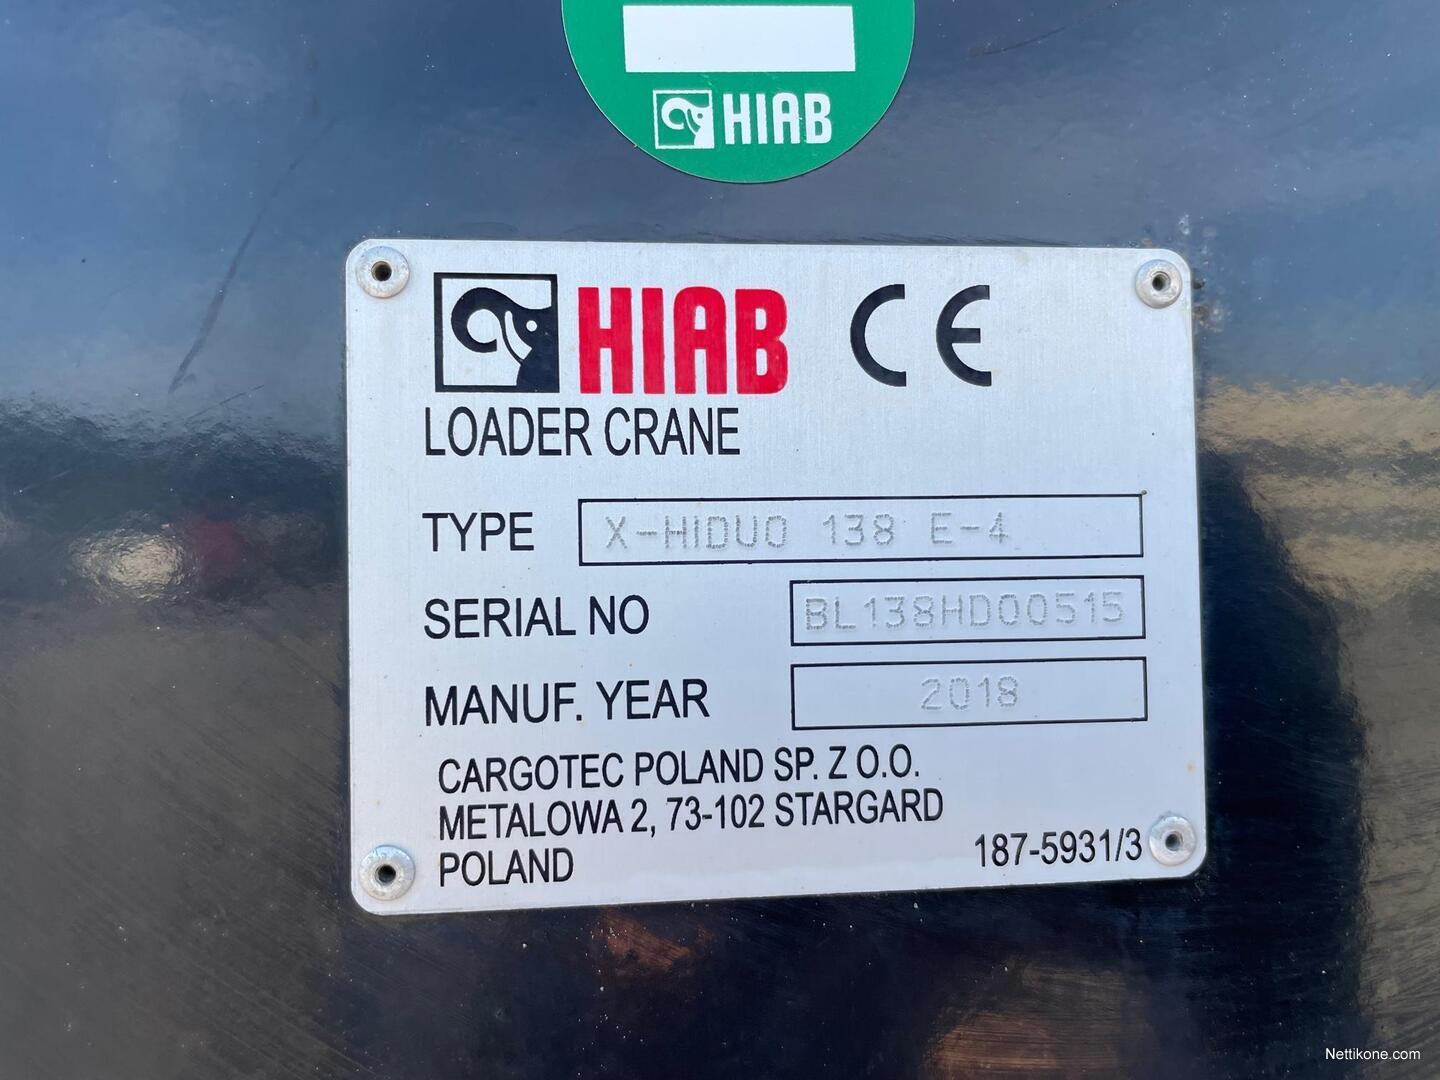 HIAB
HIAB CE
LOADER CRANE
TYPE X-HIDUO 138 E-4
SERIAL NO BL138HD00515
MANUF. YEAR 2018
CARGOTEC POLAND SP. Z O.O.
METALOWA 2, 73-102 STARGARD
POLAND
187-5931/3
Nettikone.com